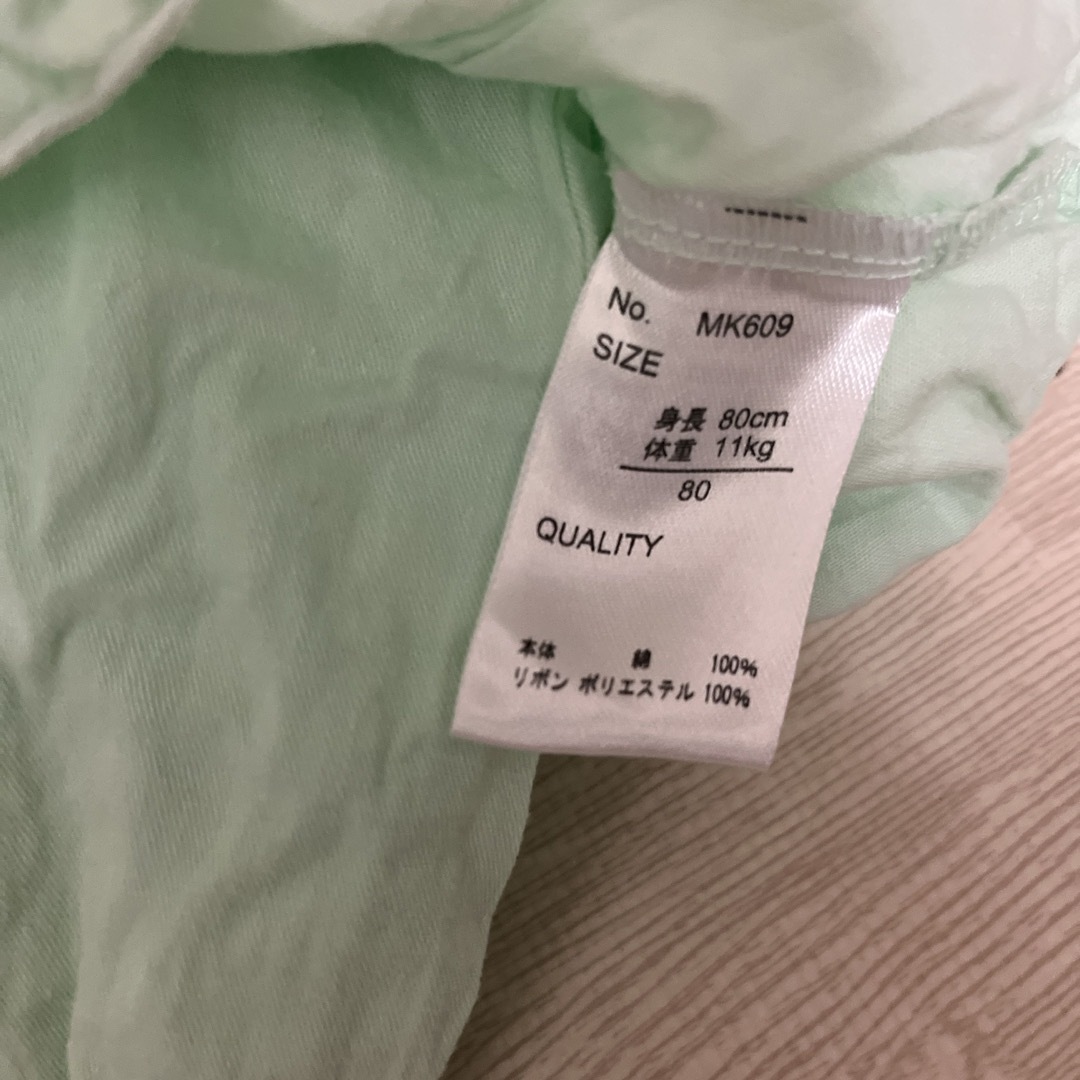 No. MK609
SIZE
身長 80cm
体重 11kg
80
QUALITY
本体 綿 100%
リボン ポリエステル 100%